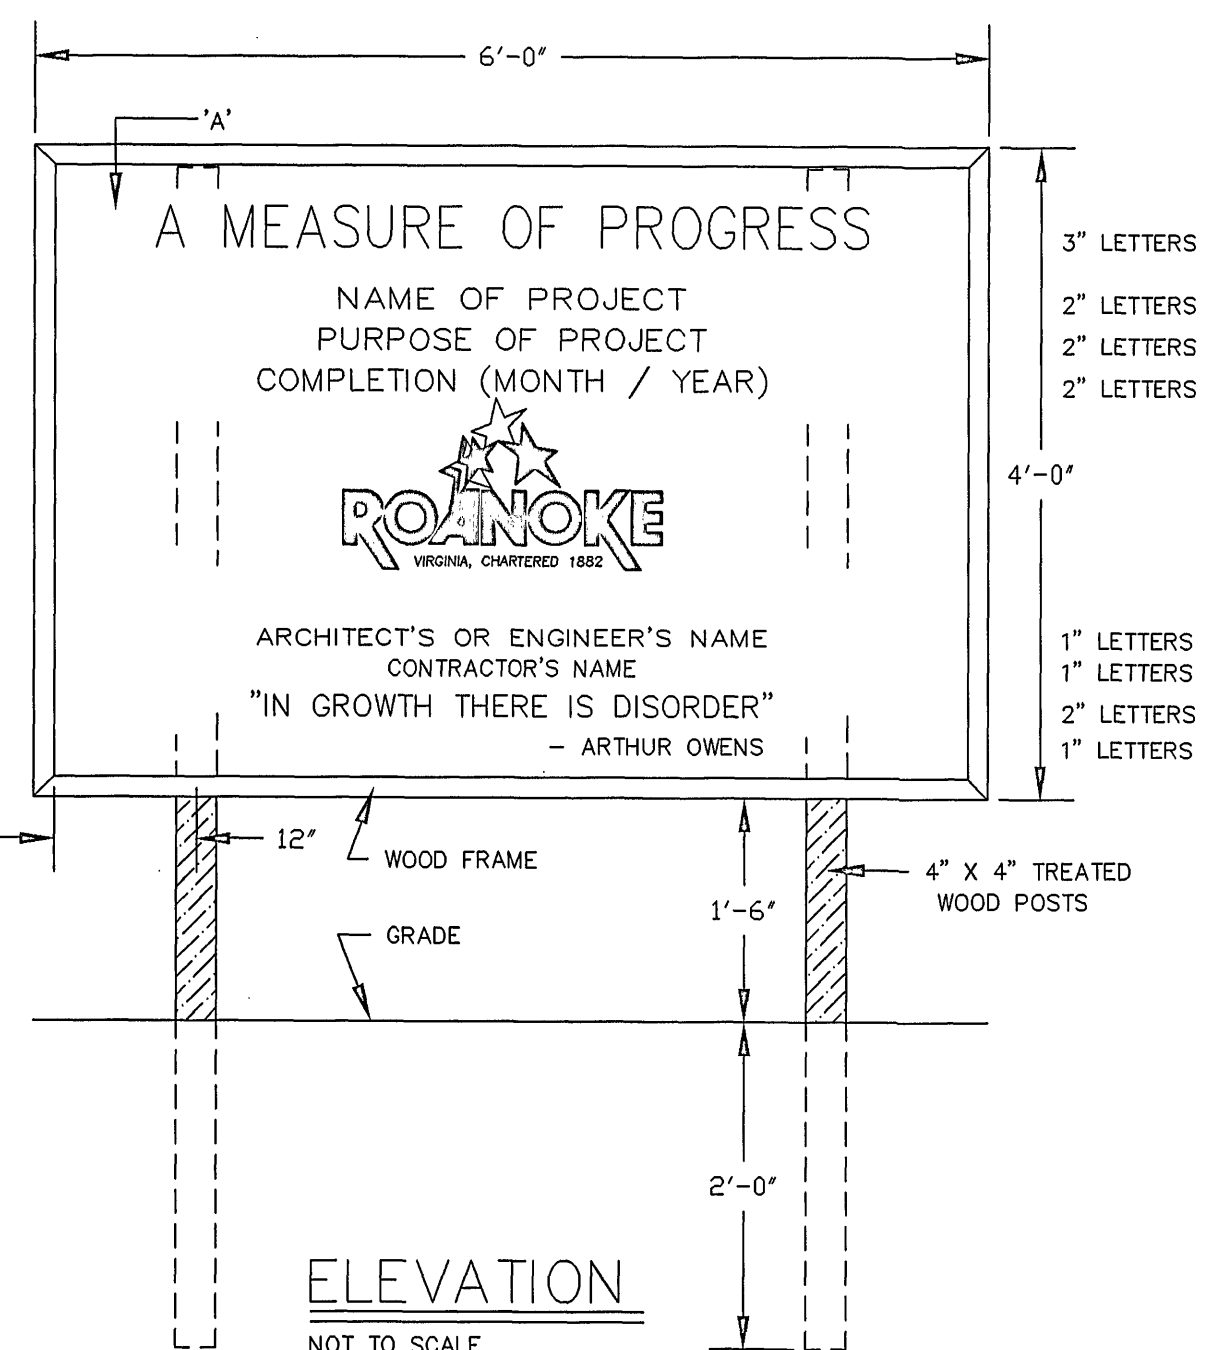 6'-0"
'A'
A MEASURE OF PROGRESS
3" LETTERS
NAME OF PROJECT
2" LETTERS
PURPOSE OF PROJECT
2" LETTERS
COMPLETION (MONTH / YEAR)
2" LETTERS
4'-0"
ROANOKE
VIRGINIA, CHARTERED 1882
ARCHITECT'S OR ENGINEER'S NAME
1" LETTERS
CONTRACTOR'S NAME
1" LETTERS
"IN GROWTH THERE IS DISORDER"
2" LETTERS
- ARTHUR OWENS
1" LETTERS
12"
WOOD FRAME
4" X 4" TREATED
WOOD POSTS
1'-6"
GRADE
2'-0"
ELEVATION
NOT TO SCALE